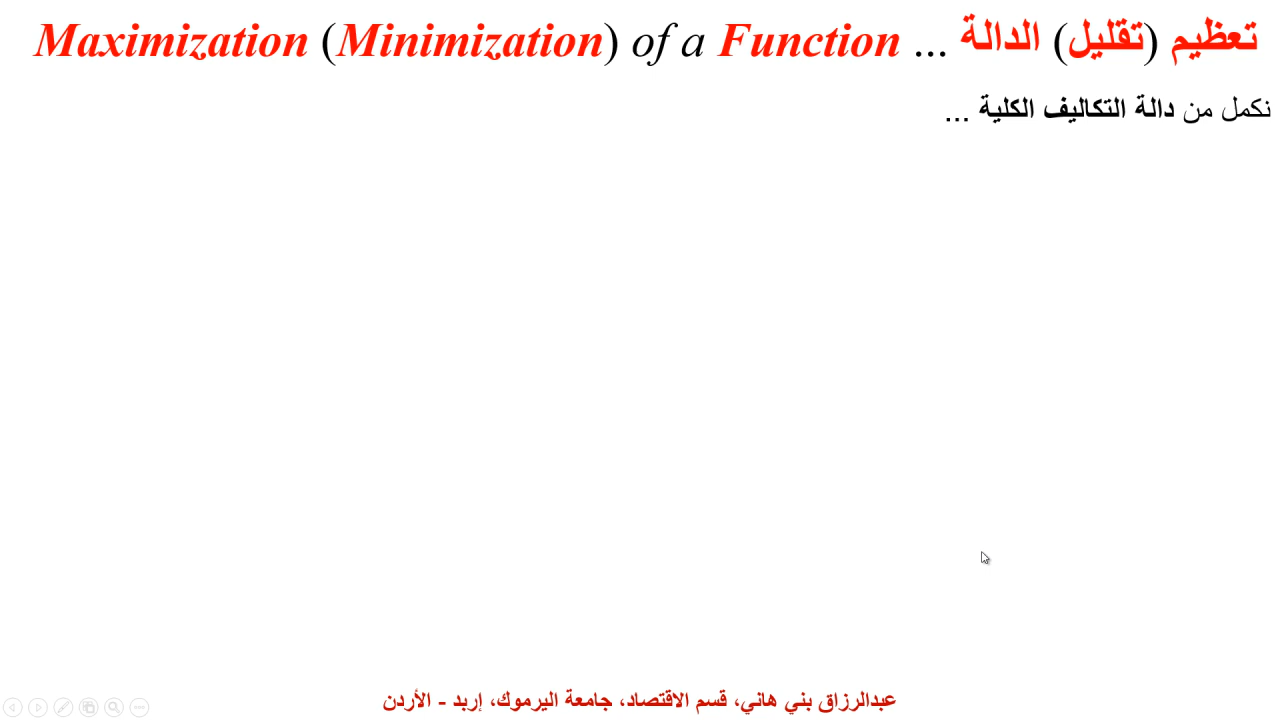 Maximization (Minimization) of a Function ... تعظيم (تقليل) الدالة
نكمل من دالة التكاليف الكلية ...
عبدالرزاق بني هاني، قسم الاقتصاد، جامعة اليرموك، إربد - الأردن